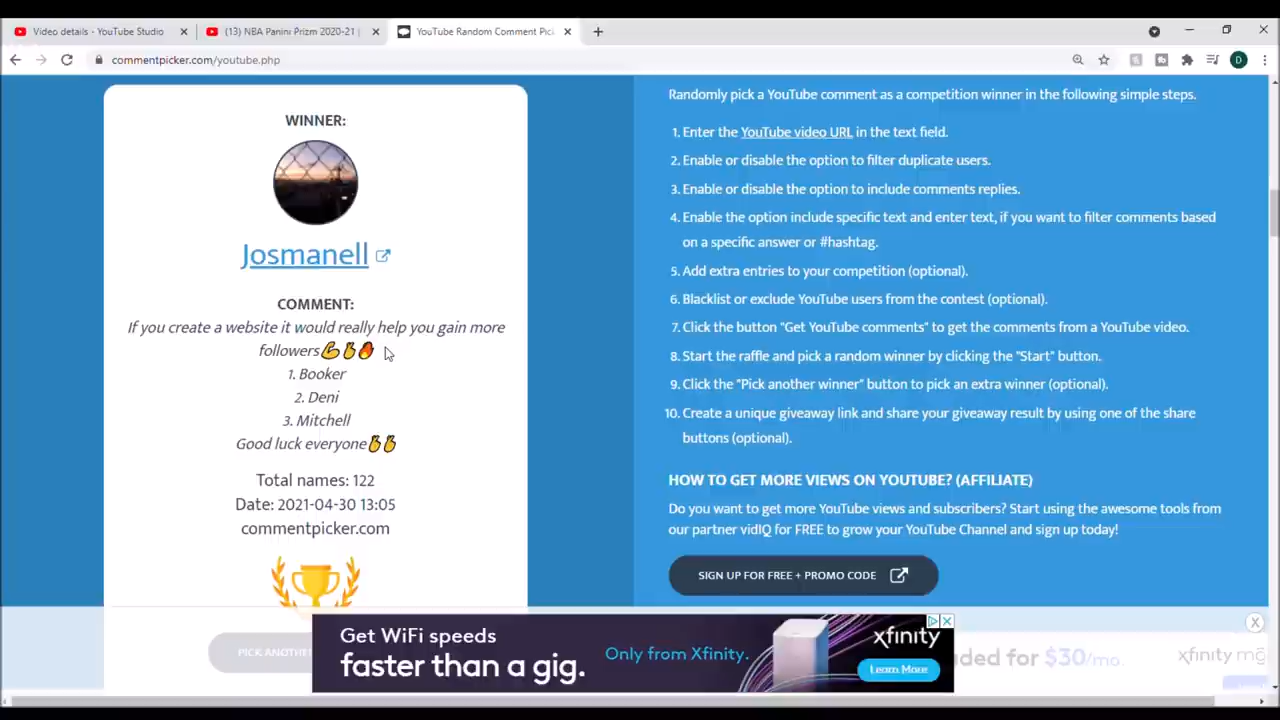 Video details - YouTube Studio
(13) NBA Panini Prizm 2020-21 |
YouTube Random Comment Pick
commentpicker.com/youtube.php
D
WINNER:
Josmanell
COMMENT:
If you create a website it would really help you gain more
followers💪✌🔥
1. Booker
2. Deni
3. Mitchell
Good luck everyone✌✌
Total names: 122
Date: 2021-04-30 13:05
commentpicker.com
PICK ANOTHE
Randomly pick a YouTube comment as a competition winner in the following simple steps.
1. Enter the YouTube video URL in the text field.
2. Enable or disable the option to filter duplicate users.
3. Enable or disable the option to include comments replies.
4. Enable the option include specific text and enter text, if you want to filter comments based
on a specific answer or #hashtag.
5. Add extra entries to your competition (optional).
6. Blacklist or exclude YouTube users from the contest (optional).
7. Click the button "Get YouTube comments" to get the comments from a YouTube video.
8. Start the raffle and pick a random winner by clicking the "Start" button.
9. Click the "Pick another winner" button to pick an extra winner (optional).
10. Create a unique giveaway link and share your giveaway result by using one of the share
buttons (optional).
HOW TO GET MORE VIEWS ON YOUTUBE? (AFFILIATE)
Do you want to get more YouTube views and subscribers? Start using the awesome tools from
our partner vidIQ for FREE to grow your YouTube Channel and sign up today!
SIGN UP FOR FREE + PROMO CODE
Get WiFi speeds
faster than a gig.
Only from Xfinity.
xfinity
Learn More
uded for $30/mo.
xfinity
X